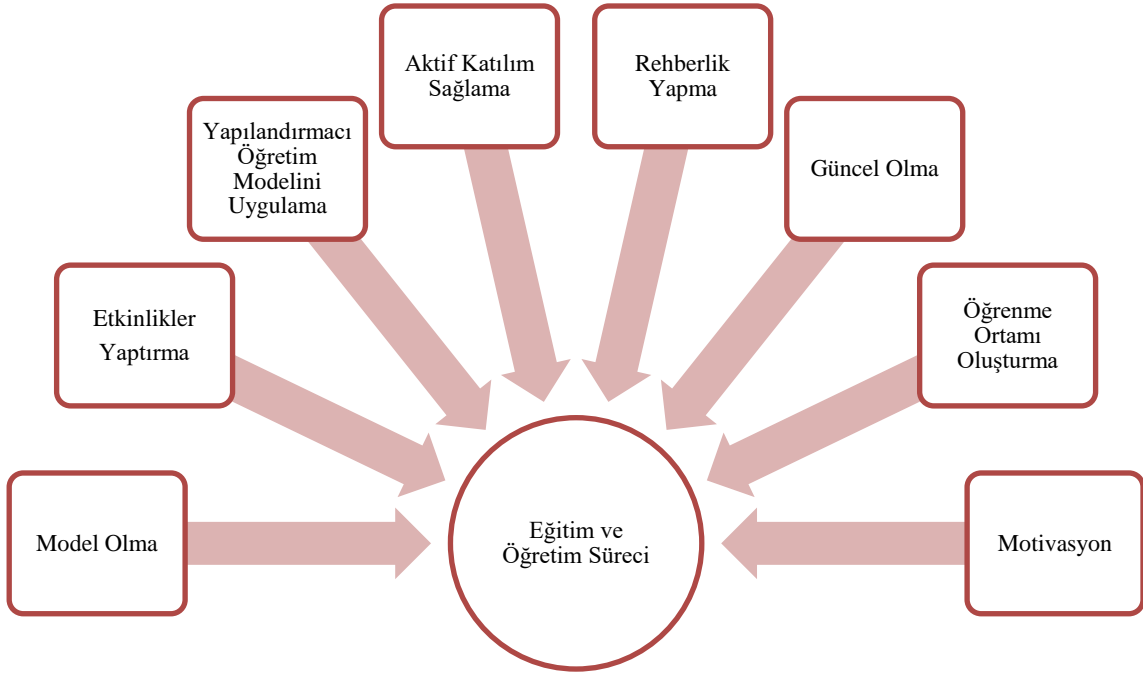 Aktif Katılım
Sağlama
Rehberlik
Yapma
Yapılandırmacı
Öğretim
Modelini
Uygulama
Güncel Olma
Etkinlikler
Yaptırma
Öğrenme
Ortamı
Oluşturma
Model Olma
Eğitim ve
Öğretim Süreci
Motivasyon